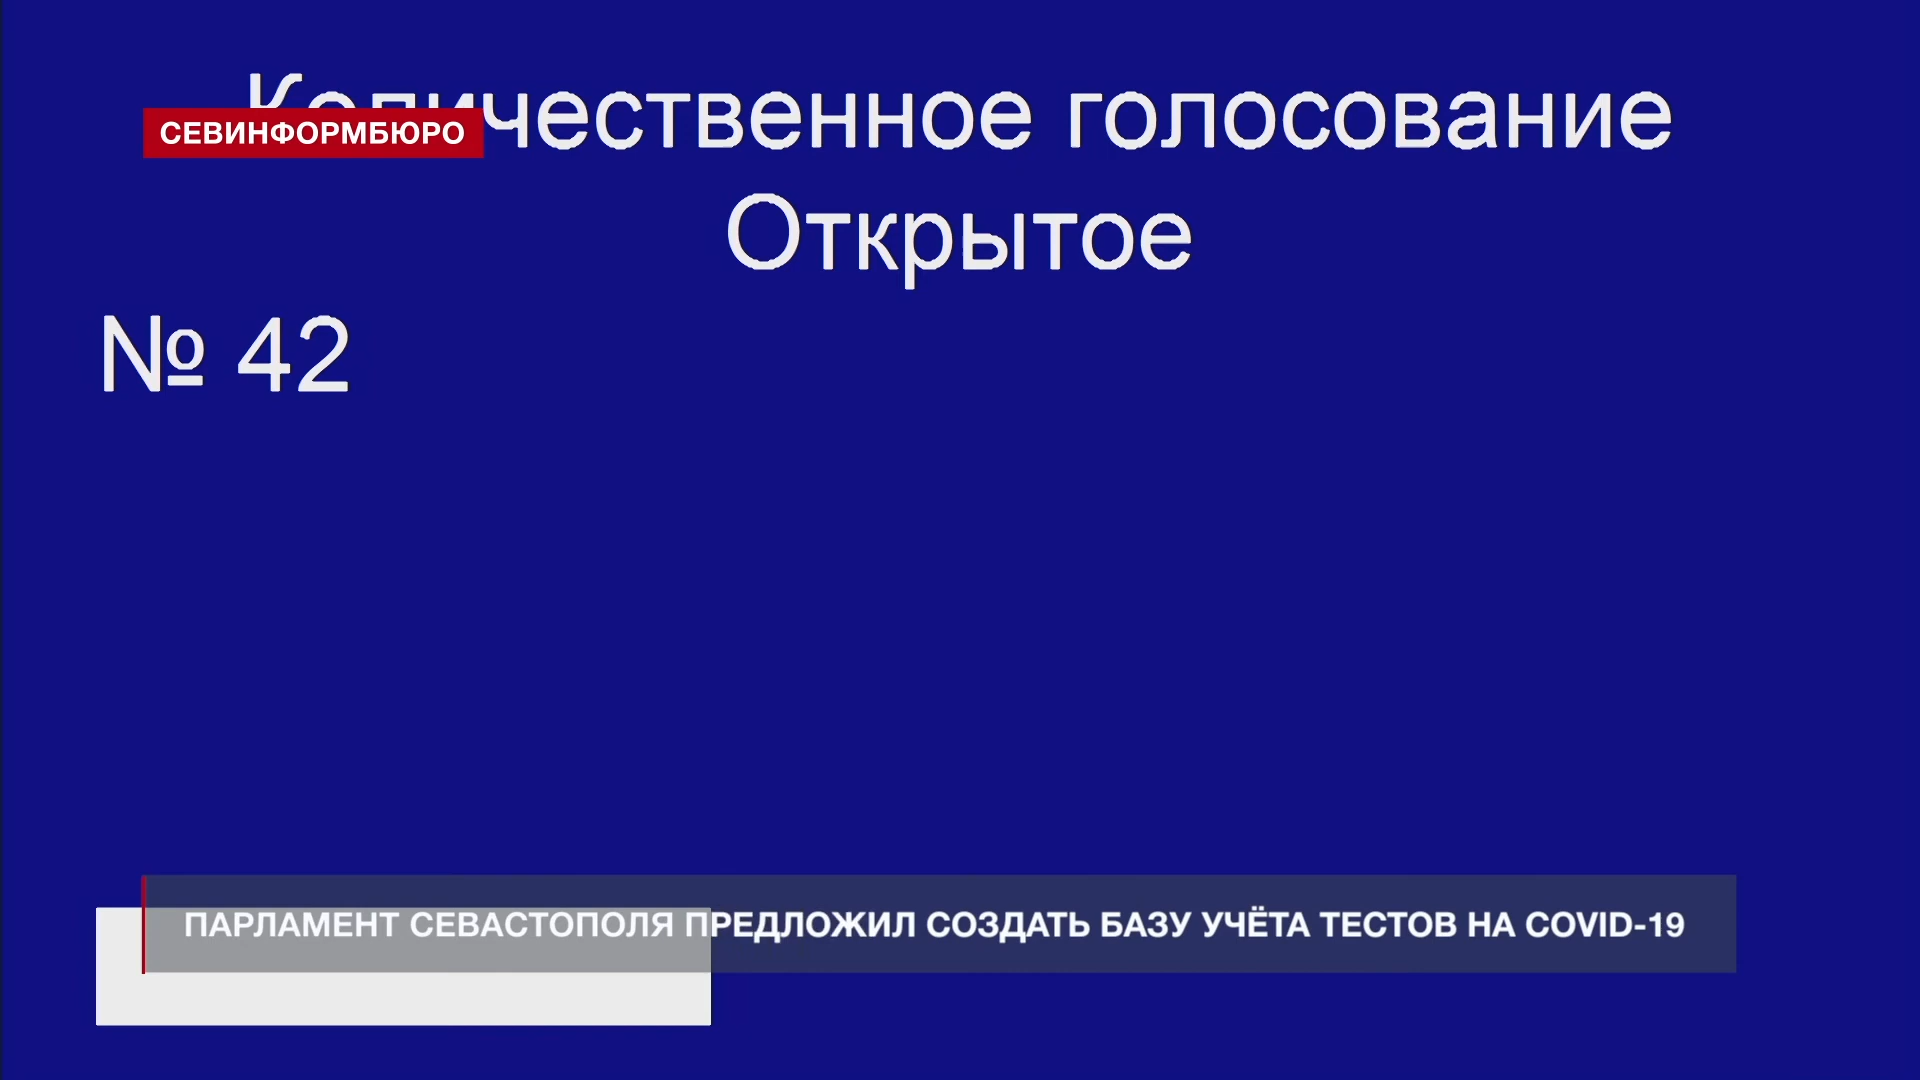 Количественное голосование
СЕВИНФОРМБЮРО
Открытое
№ 42
ПАРЛАМЕНТ СЕВАСТОПОЛЯ ПРЕДЛОЖИЛ СОЗДАТЬ БАЗУ УЧЁТА ТЕСТОВ НА COVID-19